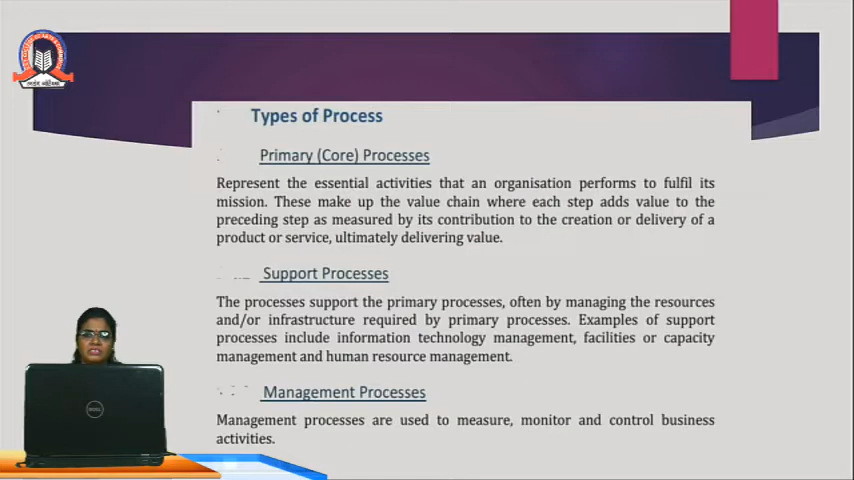 Types of Process
Primary (Core) Processes
Represent the essential activities that an organisation performs to fulfil its
mission. These make up the value chain where each step adds value to the
preceding step as measured by its contribution to the creation or delivery of a
product or service, ultimately delivering value.
Support Processes
The processes support the primary processes, often by managing the resources
and/or infrastructure required by primary processes. Examples of support
processes include information technology management, facilities or capacity
management and human resource management.
Management Processes
Management processes are used to measure, monitor and control business
activities.
DELL